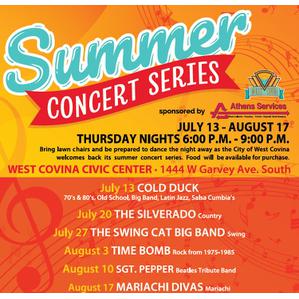 Summer
CONCERT SERIES
sponsored by Athens Services
JULY 13 - AUGUST 17
THURSDAY NIGHTS 6:00 P.M. - 9:00 P.M.
Bring lawn chairs and be prepared to dance the night away as the City of West Covina
welcomes back its summer concert series. Food will be available for purchase.
WEST COVINA CIVIC CENTER - 1444 W Garvey Ave. South
July 13 COLD DUCK
70's & 80's, Old School, Big Band, Latin Jazz, Salsa Cumbia's
July 20 THE SILVERADO Country
July 27 THE SWING CAT BIG BAND Swing
August 3 TIME BOMB Rock from 1975-1985
August 10 SGT. PEPPER Beatles Tribute Band
August 17 MARIACHI DIVAS Mariachi